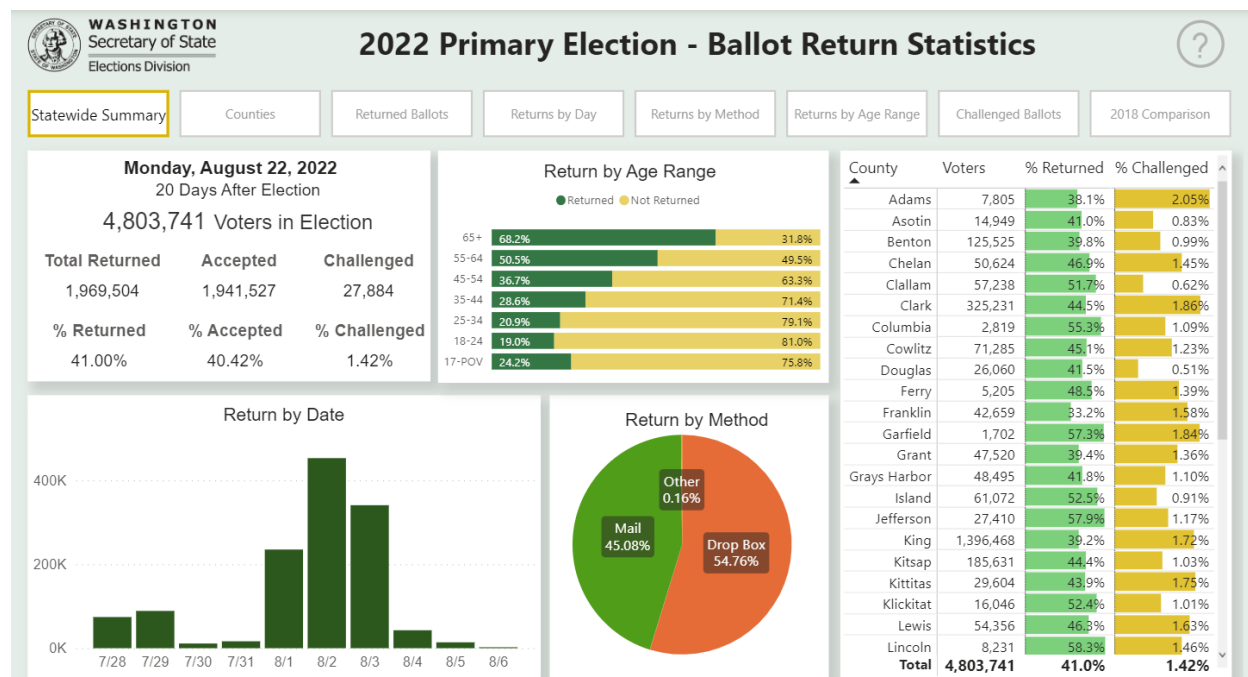 WASHINGTON
Secretary of State
Elections Division
2022 Primary Election - Ballot Return Statistics
?
Statewide Summary
Counties
Returned Ballots
Returns by Day
Returns by Method
Returns by Age Range
Challenged Ballots
2018 Comparison
Monday, August 22, 2022
20 Days After Election
4,803,741 Voters in Election
Total Returned Accepted Challenged
1,969,504 1,941,527 27,884
% Returned % Accepted % Challenged
41.00% 40.42% 1.42%
Return by Age Range
Returned Not Returned
65+ 68.2% 31.8%
55-64 50.5% 49.5%
45-54 36.7% 63.3%
35-44 28.6% 71.4%
25-34 20.9% 79.1%
18-24 19.0% 81.0%
17-POV 24.2% 75.8%
Return by Date
400K
200K
0K
7/28 7/29 7/30 7/31 8/1 8/2 8/3 8/4 8/5 8/6
Return by Method
Other
0.16%
Mail
45.08%
Drop Box
54.76%
County Voters % Returned % Challenged
Adams 7,805 38.1% 2.05%
Asotin 14,949 41.0% 0.83%
Benton 125,525 39.8% 0.99%
Chelan 50,624 46.9% 1.45%
Clallam 57,238 51.7% 0.62%
Clark 325,231 44.5% 1.86%
Columbia 2,819 55.3% 1.09%
Cowlitz 71,285 45.1% 1.23%
Douglas 26,060 41.5% 0.51%
Ferry 5,205 48.5% 1.39%
Franklin 42,659 33.2% 1.58%
Garfield 1,702 57.3% 1.84%
Grant 47,520 39.4% 1.36%
Grays Harbor 48,495 41.8% 1.10%
Island 61,072 52.5% 0.91%
Jefferson 27,410 57.9% 1.17%
King 1,396,468 39.2% 1.72%
Kitsap 185,631 44.4% 1.03%
Kittitas 29,604 43.9% 1.75%
Klickitat 16,046 52.4% 1.01%
Lewis 54,356 46.3% 1.63%
Lincoln 8,231 58.3% 1.46%
Total 4,803,741 41.0% 1.42%